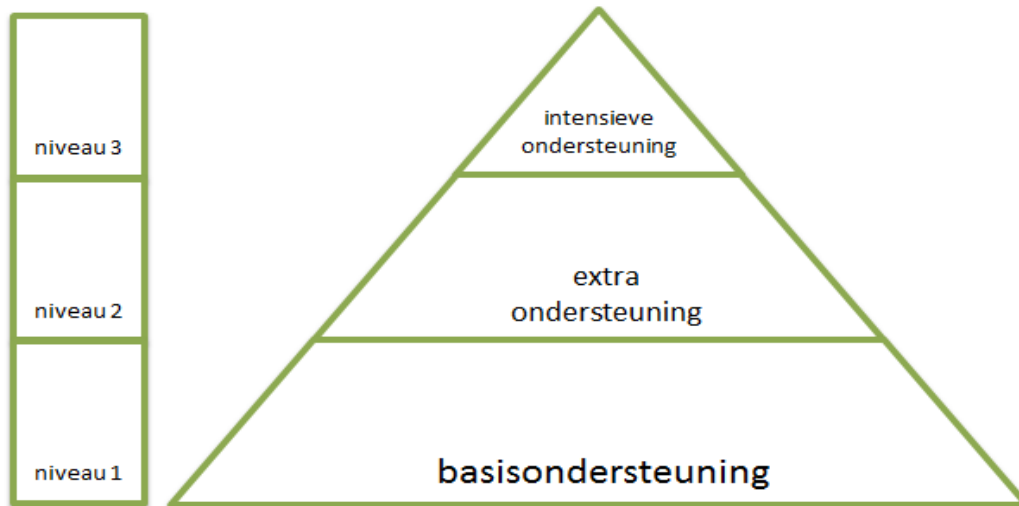 niveau 3
intensieve
ondersteuning
niveau 2
extra
ondersteuning
niveau 1
basisondersteuning